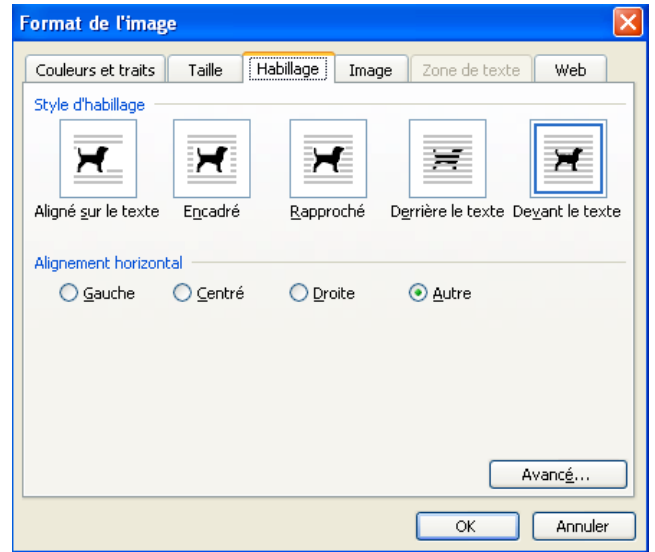 Format de l'image
Couleurs et traits Taille Habillage Image Zone de texte Web
Style d'habillage
Aligné sur le texte Encadré Rapproché Derrière le texte Devant le texte
Alignement horizontal
Gauche Centré Droite Autre
Avancé...
OK Annuler